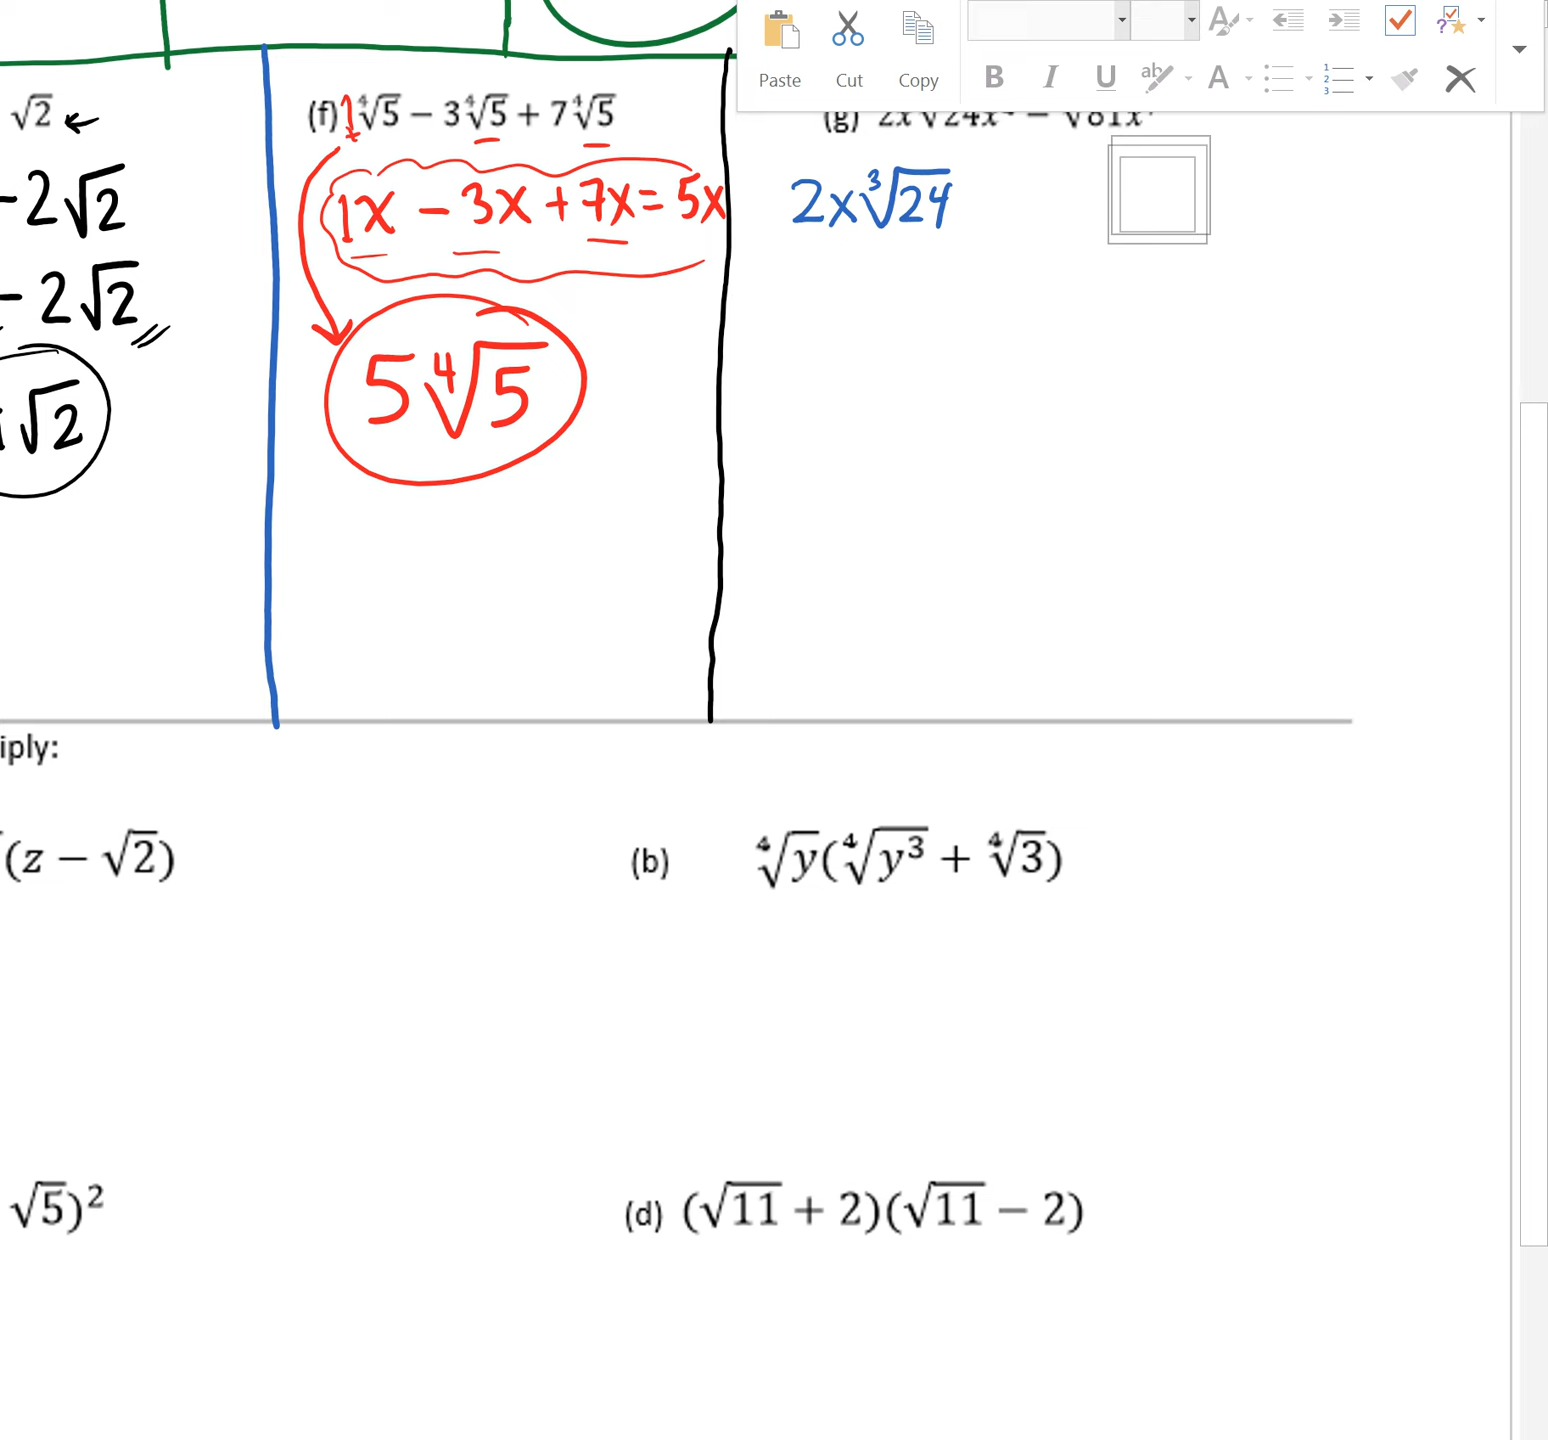 Paste Cut Copy
B I U ab A
√2 ←
(f) 1∜5 − 3∜5 + 7∜5
(g)
-2√2
1x − 3x + 7x = 5x
2x∛24
- 2√2
5∜5
√2
iply:
(z − √2)
(b) ∜y(∜y³ + ∜3)
√5)²
(d) (√11 + 2)(√11 − 2)